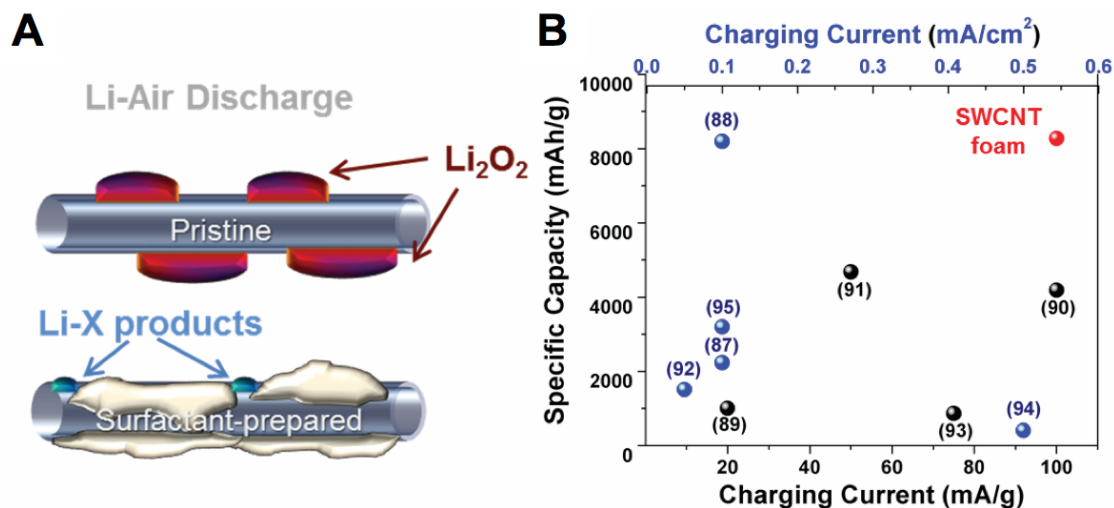 A
Li-Air Discharge
Li2O2
Pristine
Li-X products
Surfactant-prepared
B
Charging Current (mA/cm²)
0.0 0.1 0.2 0.3 0.4 0.5 0.6
Specific Capacity (mAh/g)
10000
8000
6000
4000
2000
0
(88)
SWCNT
foam
(91)
(90)
(95)
(87)
(92)
(89)
(93)
(94)
20 40 60 80 100
Charging Current (mA/g)